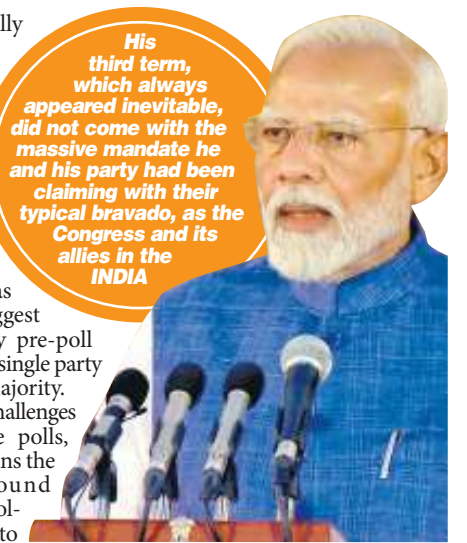 lly
His
third term,
which always
appeared inevitable,
did not come with the
massive mandate he
and his party had been
claiming with their
typical bravado, as the
Congress and its
allies in the
INDIA
as
ggest
y pre-poll
single party
ajority.
hallenges
e polls,
ns the
ound
ol-
to